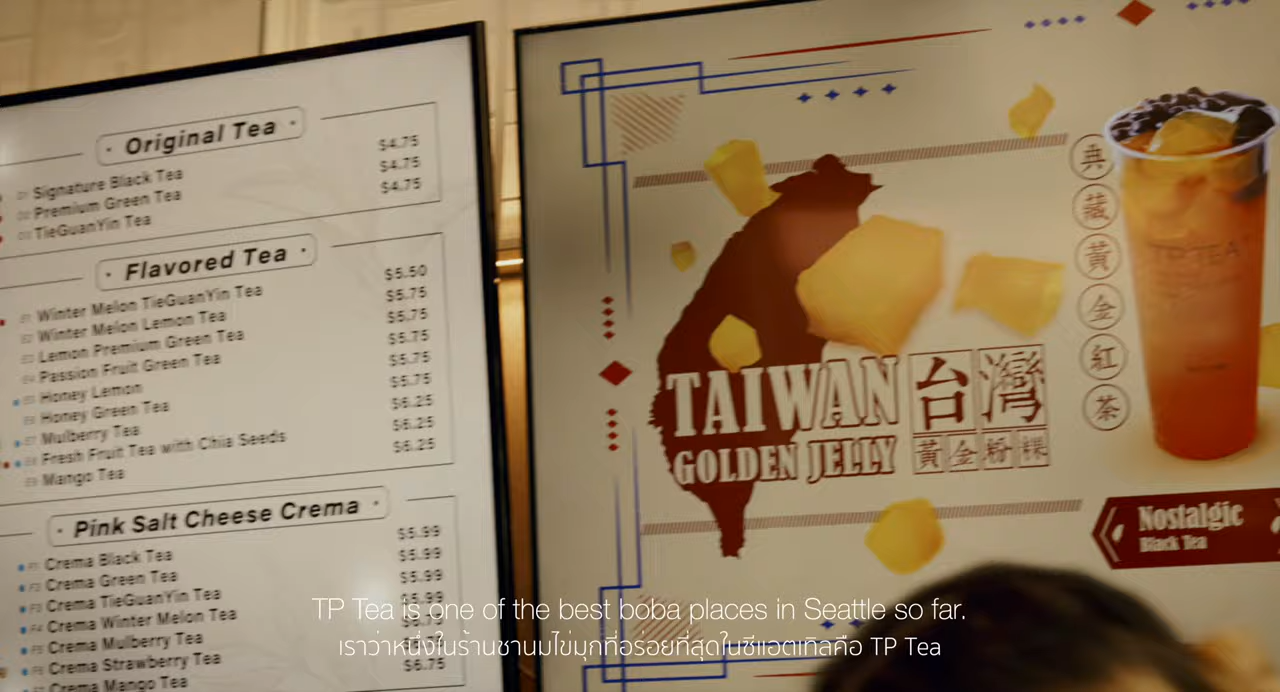 Original Tea
Signature Black Tea $4.75
Premium Green Tea $4.75
TieGuanYin Tea $4.75
Flavored Tea
Winter Melon TieGuanYin Tea $5.50
Winter Melon Lemon Tea $5.75
Lemon Premium Green Tea $5.75
Passion Fruit Green Tea $5.75
Honey Lemon $5.75
Honey Green Tea $5.75
Mulberry Tea $6.25
Fresh Fruit Tea with Chia Seeds $6.25
Mango Tea $6.25
Pink Salt Cheese Crema
Crema Black Tea $5.99
Crema Green Tea $5.99
Crema TieGuanYin Tea $5.99
Crema Winter Melon Tea
Crema Mulberry Tea
Crema Strawberry Tea $6.75
Crema Mango Tea
TAIWAN 台灣
GOLDEN JELLY 黃金粉粿
典藏黃金紅茶
TP TEA
Nostalgic
Black Tea
TP Tea is one of the best boba places in Seattle so far.
เราว่าหนึ่งในร้านชานมไข่มุกที่อร่อยที่สุดในซีแอตเทิลคือ TP Tea